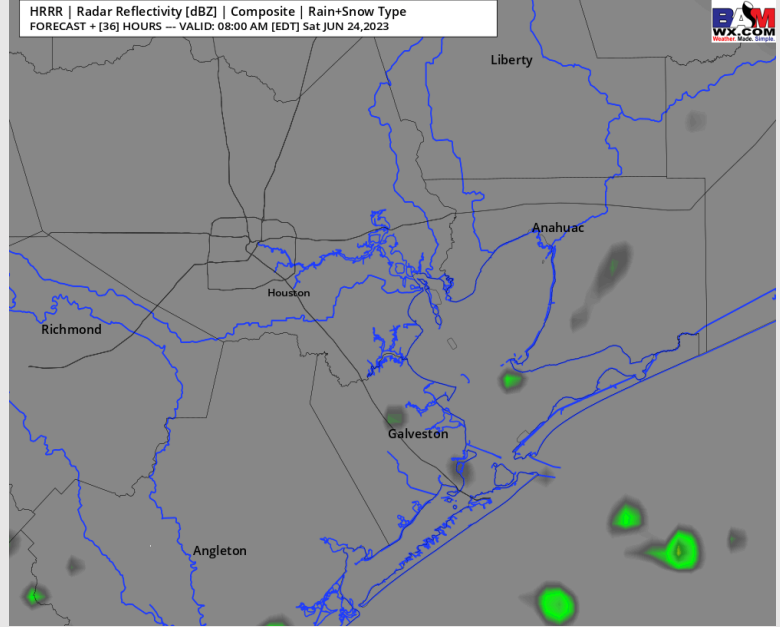 HRRR | Radar Reflectivity [dBZ] | Composite | Rain+Snow Type
FORECAST + [36] HOURS --- VALID: 08:00 AM [EDT] Sat JUN 24,2023
BAM
WX.COM
Weather. Made. Simple.
Liberty
Anahuac
Houston
Richmond
Galveston
Angleton